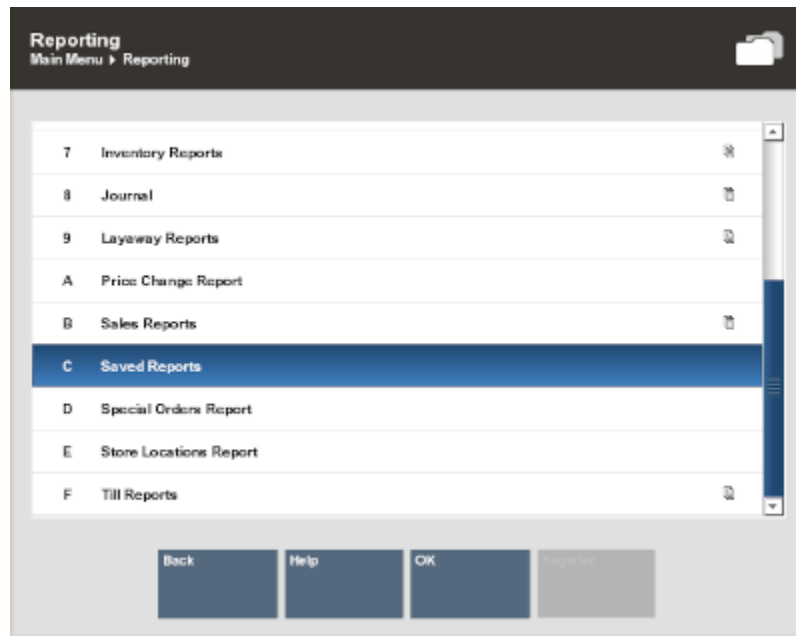 Reporting
Main Menu ▸ Reporting
7 Inventory Reports
8 Journal
9 Layaway Reports
A Price Change Report
B Sales Reports
C Saved Reports
D Special Orders Report
E Store Locations Report
F Till Reports
Back Help OK Register